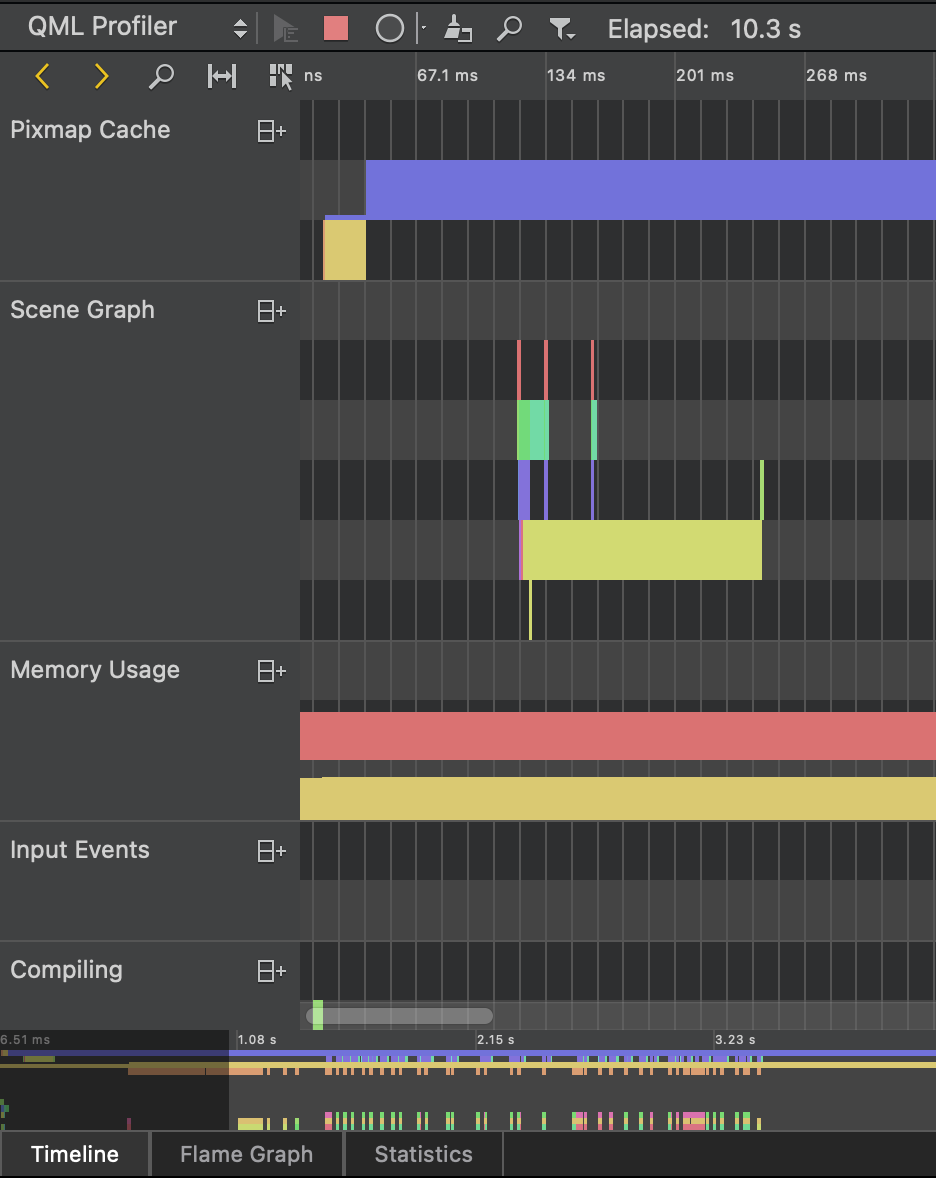 QML Profiler Elapsed: 10.3 s
ns 67.1 ms 134 ms 201 ms 268 ms
Pixmap Cache
Scene Graph
Memory Usage
Input Events
Compiling
6.51 ms 1.08 s 2.15 s 3.23 s
Timeline Flame Graph Statistics